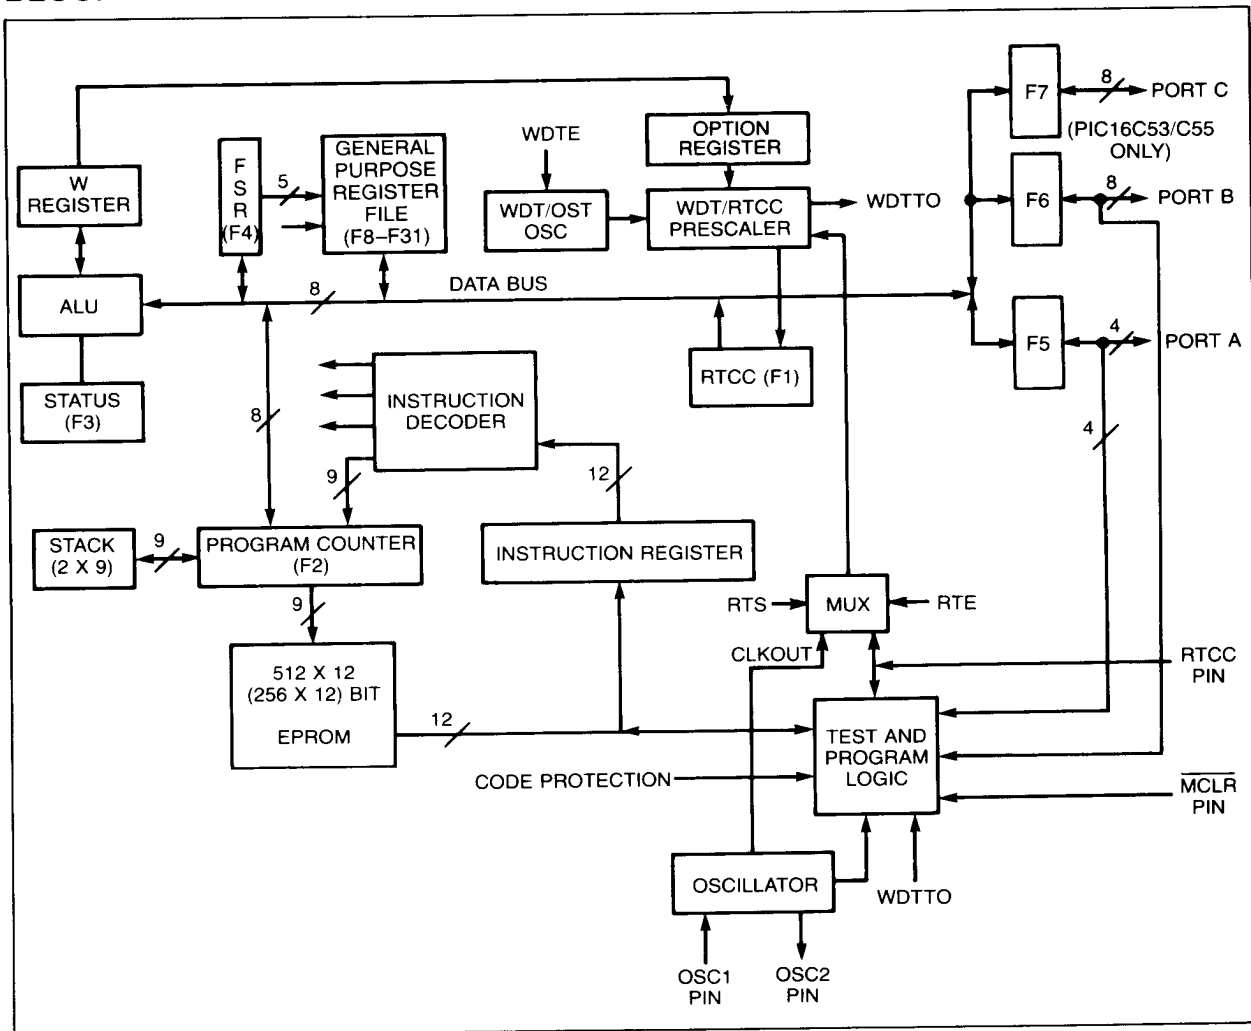 W
REGISTER
ALU
STATUS
(F3)
F
S
R
(F4)
5
GENERAL
PURPOSE
REGISTER
FILE
(F8–F31)
WDTE
WDT/OST
OSC
OPTION
REGISTER
WDT/RTCC
PRESCALER
WDTTO
F7
8
PORT C
(PIC16C53/C55
ONLY)
F6
8
PORT B
F5
4
PORT A
4
8
DATA BUS
RTCC (F1)
8
INSTRUCTION
DECODER
9
12
STACK
(2 X 9)
9
PROGRAM COUNTER
(F2)
INSTRUCTION REGISTER
9
512 X 12
(256 X 12) BIT
EPROM
12
RTS
MUX
RTE
CLKOUT
RTCC
PIN
TEST AND
PROGRAM
LOGIC
CODE PROTECTION
MCLR
PIN
OSCILLATOR
WDTTO
OSC1
PIN
OSC2
PIN